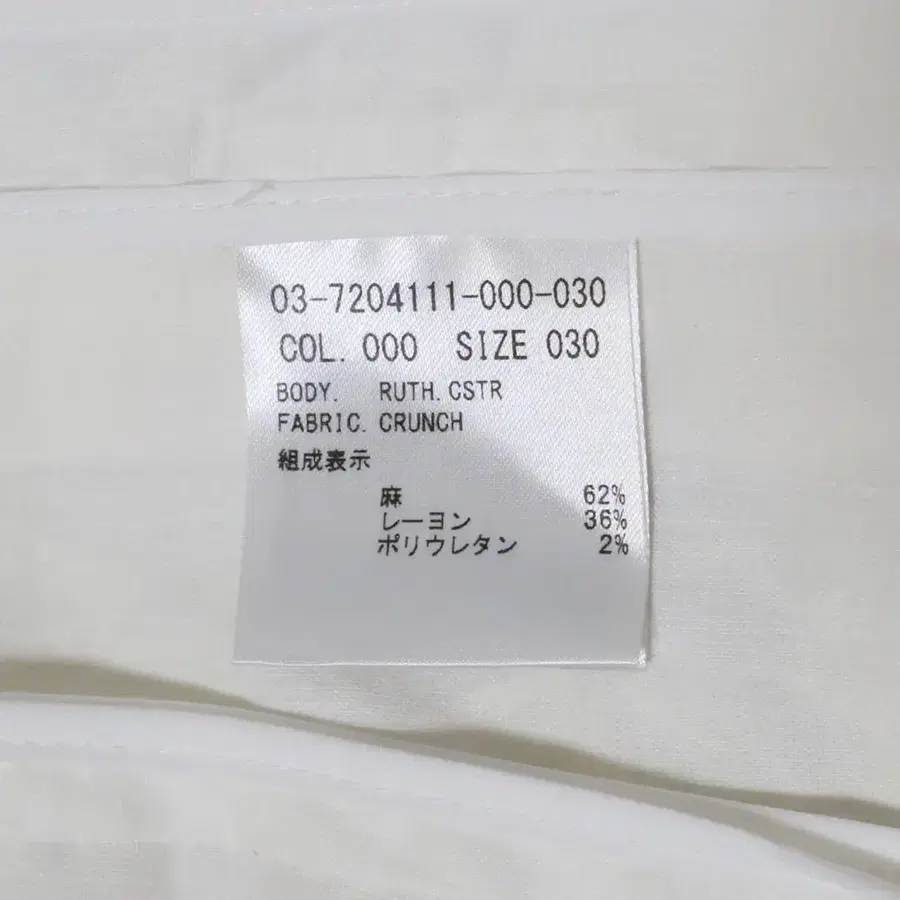 03-7204111-000-030
COL. 000 SIZE 030
BODY. RUTH. CSTR
FABRIC. CRUNCH
組成表示
麻 62%
レーヨン 36%
ポリウレタン 2%